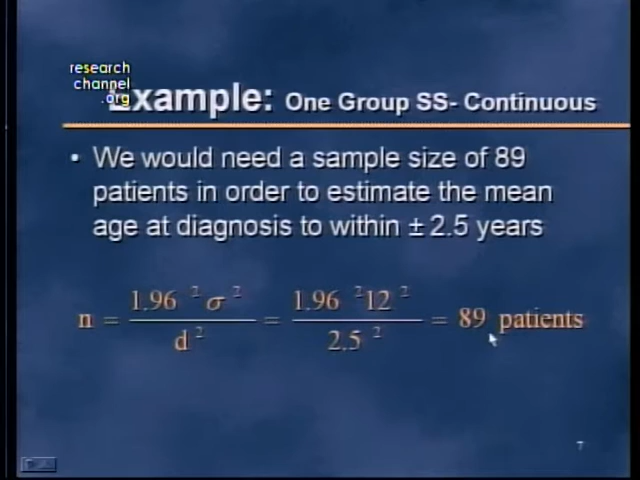 research
channel
.org
Example: One Group SS- Continuous
• We would need a sample size of 89
patients in order to estimate the mean
age at diagnosis to within ± 2.5 years
n = 1.96 ² σ ² / d ² = 1.96 ² 12 ² / 2.5 ² = 89 patients
7